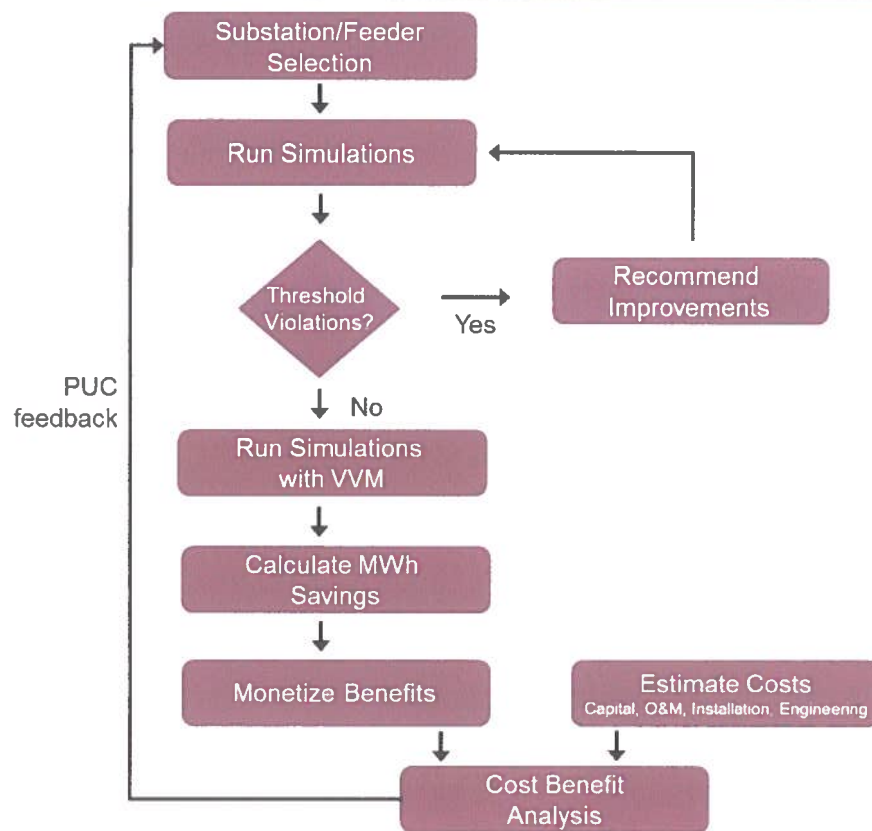 Substation/Feeder
Selection
Run Simulations
Threshold
Violations?
Yes
Recommend
Improvements
PUC
feedback
No
Run Simulations
with VVM
Calculate MWh
Savings
Monetize Benefits
Estimate Costs
Capital, O&M, Installation, Engineering
Cost Benefit
Analysis